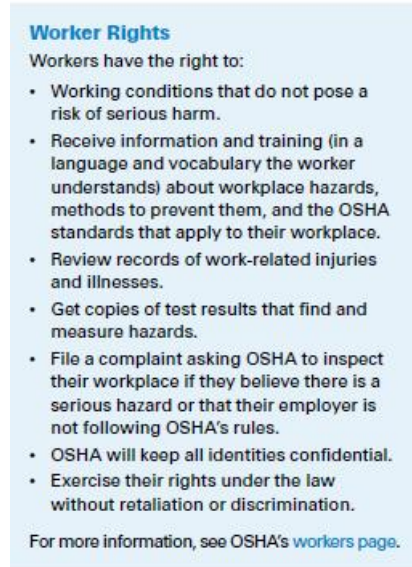 Worker Rights
Workers have the right to:
• Working conditions that do not pose a
risk of serious harm.
• Receive information and training (in a
language and vocabulary the worker
understands) about workplace hazards,
methods to prevent them, and the OSHA
standards that apply to their workplace.
• Review records of work-related injuries
and illnesses.
• Get copies of test results that find and
measure hazards.
• File a complaint asking OSHA to inspect
their workplace if they believe there is a
serious hazard or that their employer is
not following OSHA's rules.
• OSHA will keep all identities confidential.
• Exercise their rights under the law
without retaliation or discrimination.
For more information, see OSHA's workers page.